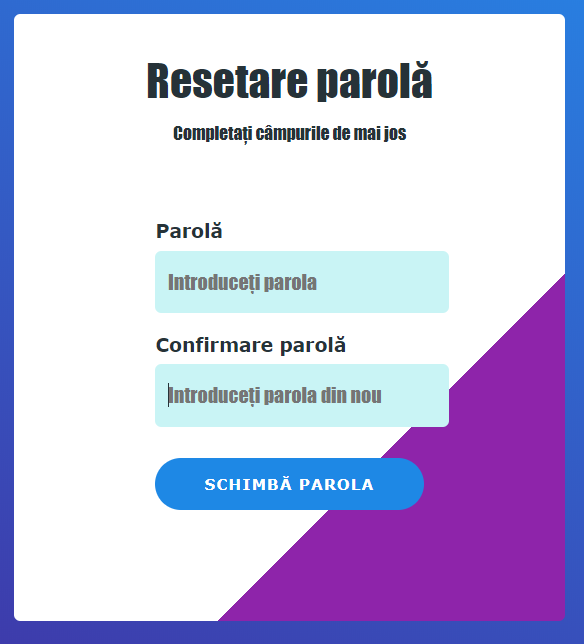 Resetare parolă
Completați câmpurile de mai jos
Parolă
Introduceți parola
Confirmare parolă
Introduceți parola din nou
SCHIMBĂ PAROLA